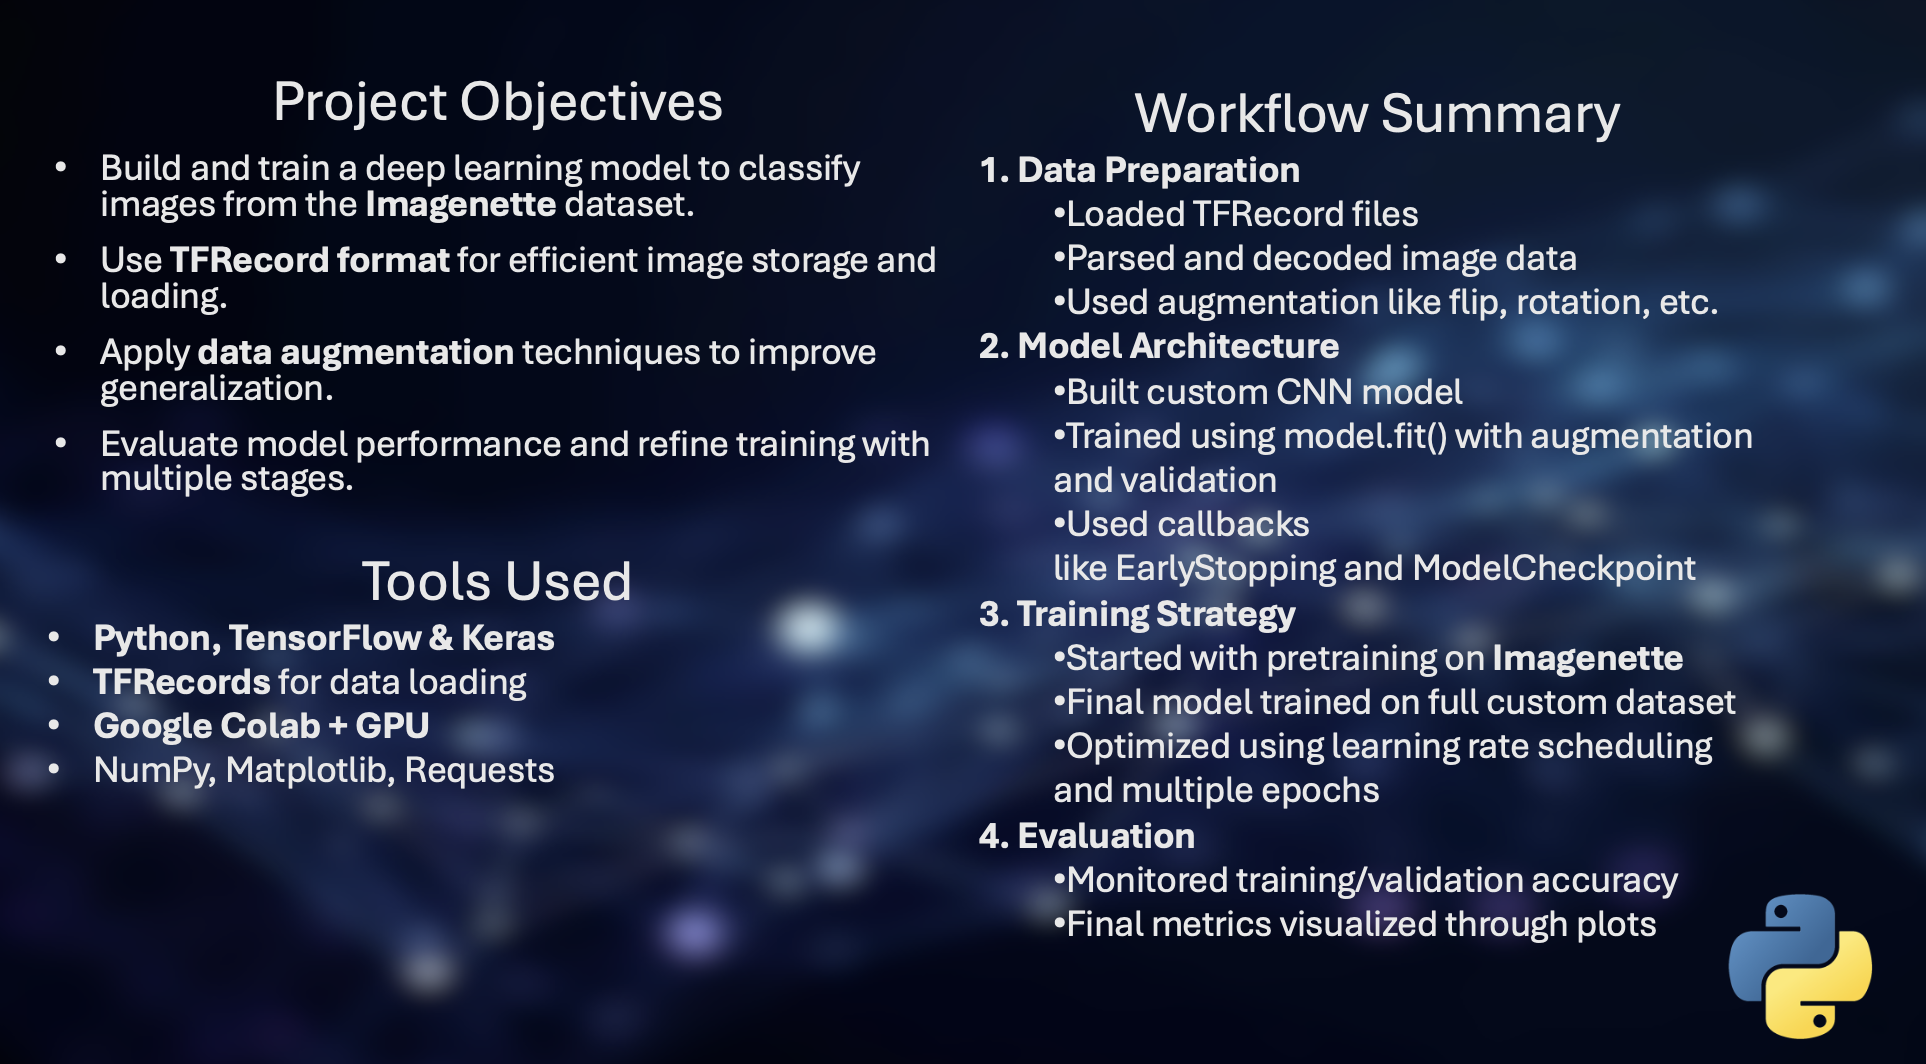 Project Objectives
• Build and train a deep learning model to classify
images from the Imagenette dataset.
• Use TFRecord format for efficient image storage and
loading.
• Apply data augmentation techniques to improve
generalization.
• Evaluate model performance and refine training with
multiple stages.
Tools Used
• Python, TensorFlow & Keras
• TFRecords for data loading
• Google Colab + GPU
• NumPy, Matplotlib, Requests
Workflow Summary
1. Data Preparation
•Loaded TFRecord files
•Parsed and decoded image data
•Used augmentation like flip, rotation, etc.
2. Model Architecture
•Built custom CNN model
•Trained using model.fit() with augmentation
and validation
•Used callbacks
like EarlyStopping and ModelCheckpoint
3. Training Strategy
•Started with pretraining on Imagenette
•Final model trained on full custom dataset
•Optimized using learning rate scheduling
and multiple epochs
4. Evaluation
•Monitored training/validation accuracy
•Final metrics visualized through plots